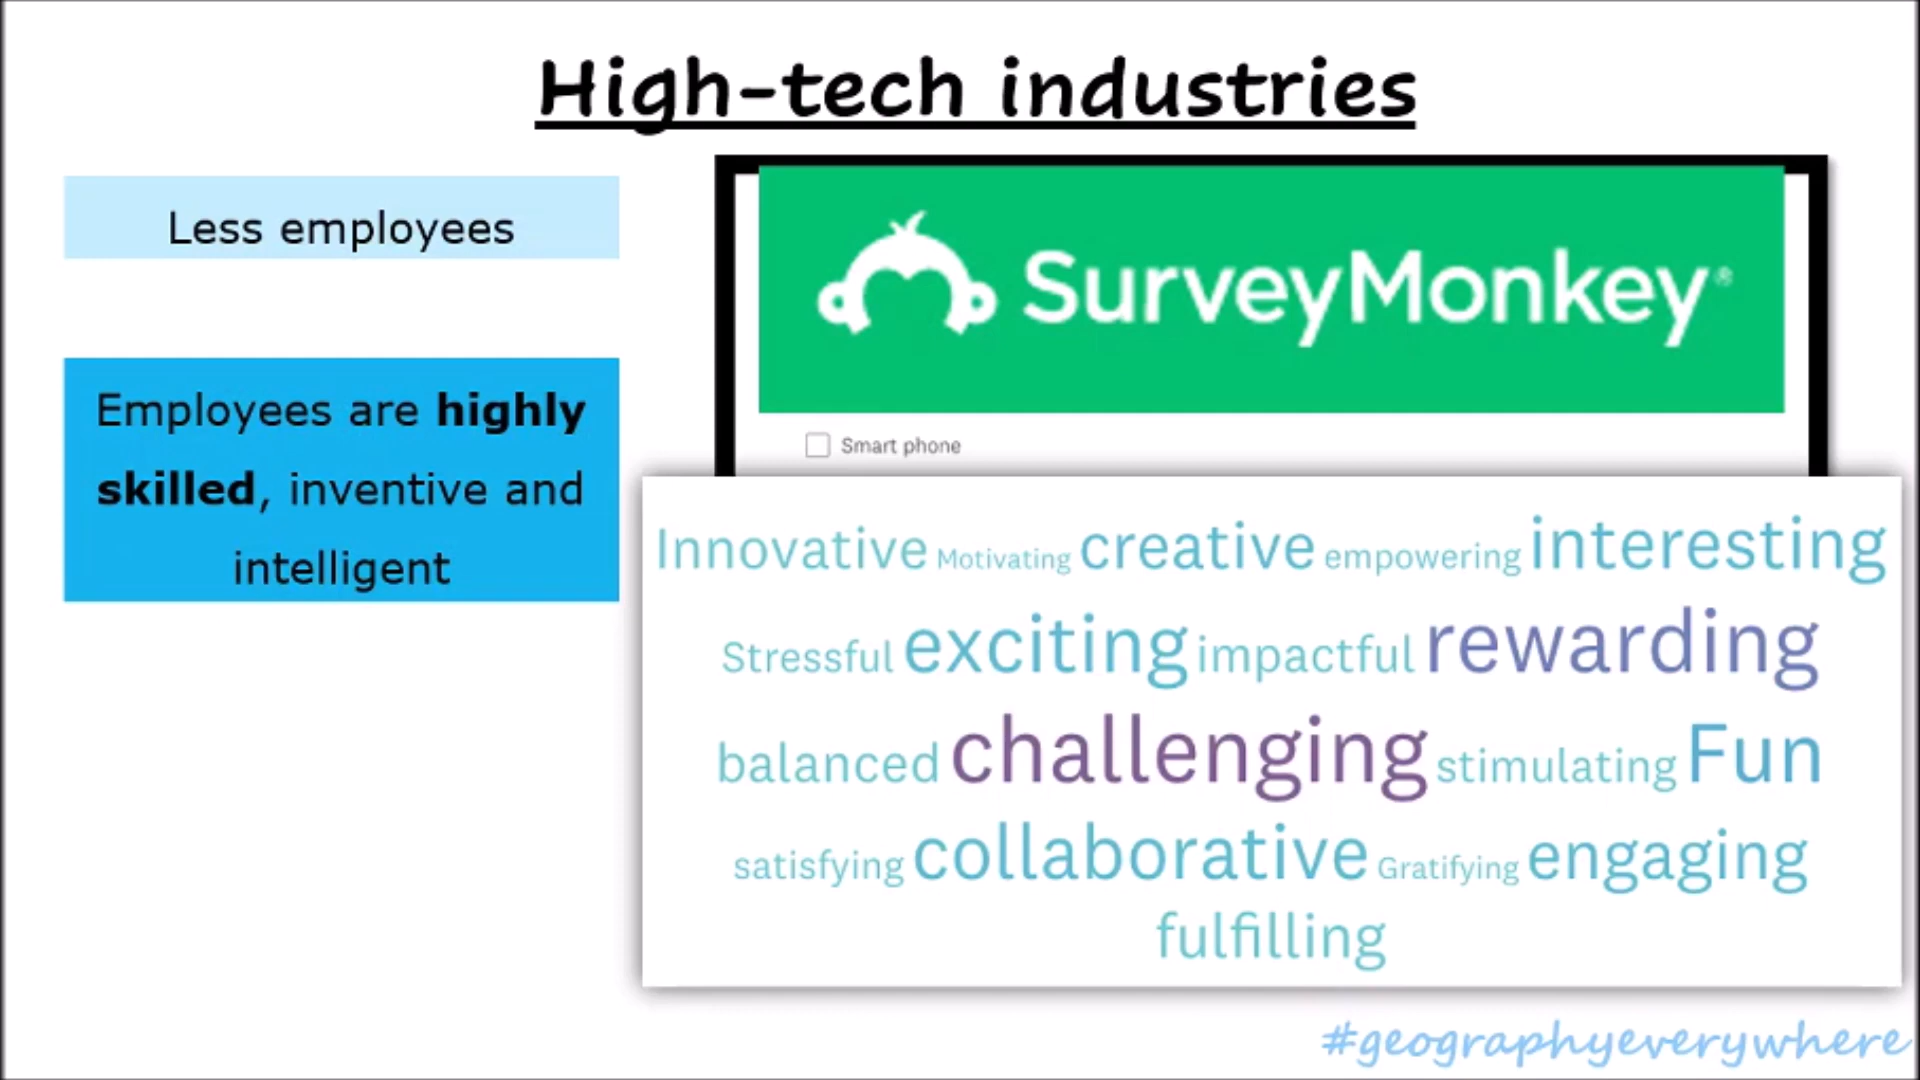 High-tech industries
Less employees
Employees are highly
skilled, inventive and
intelligent
SurveyMonkey®
Smart phone
Innovative Motivating creative empowering interesting
Stressful exciting impactful rewarding
balanced challenging stimulating Fun
satisfying collaborative Gratifying engaging
fulfilling
#geographyeverywhere